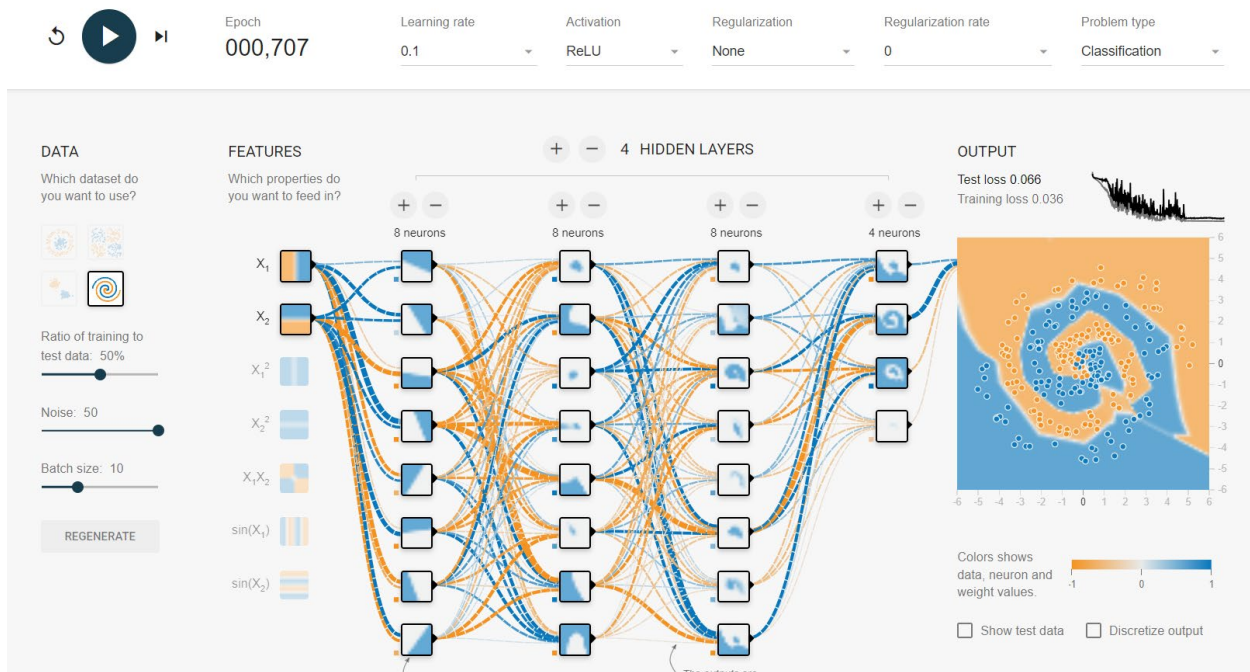 Epoch
000,707
Learning rate
0.1
Activation
ReLU
Regularization
None
Regularization rate
0
Problem type
Classification
DATA
Which dataset do
you want to use?
Ratio of training to
test data: 50%
Noise: 50
Batch size: 10
REGENERATE
FEATURES
Which properties do
you want to feed in?
X₁
X₂
X₁²
X₂²
X₁X₂
sin(X₁)
sin(X₂)
+ − 4 HIDDEN LAYERS
+ −
8 neurons
+ −
8 neurons
+ −
8 neurons
+ −
4 neurons
The outputs are
OUTPUT
Test loss 0.066
Training loss 0.036
6
5
4
3
2
1
0
-1
-2
-3
-4
-5
-6
-6 -5 -4 -3 -2 -1 0 1 2 3 4 5 6
Colors shows
data, neuron and
weight values.
-1 0 1
Show test data
Discretize output